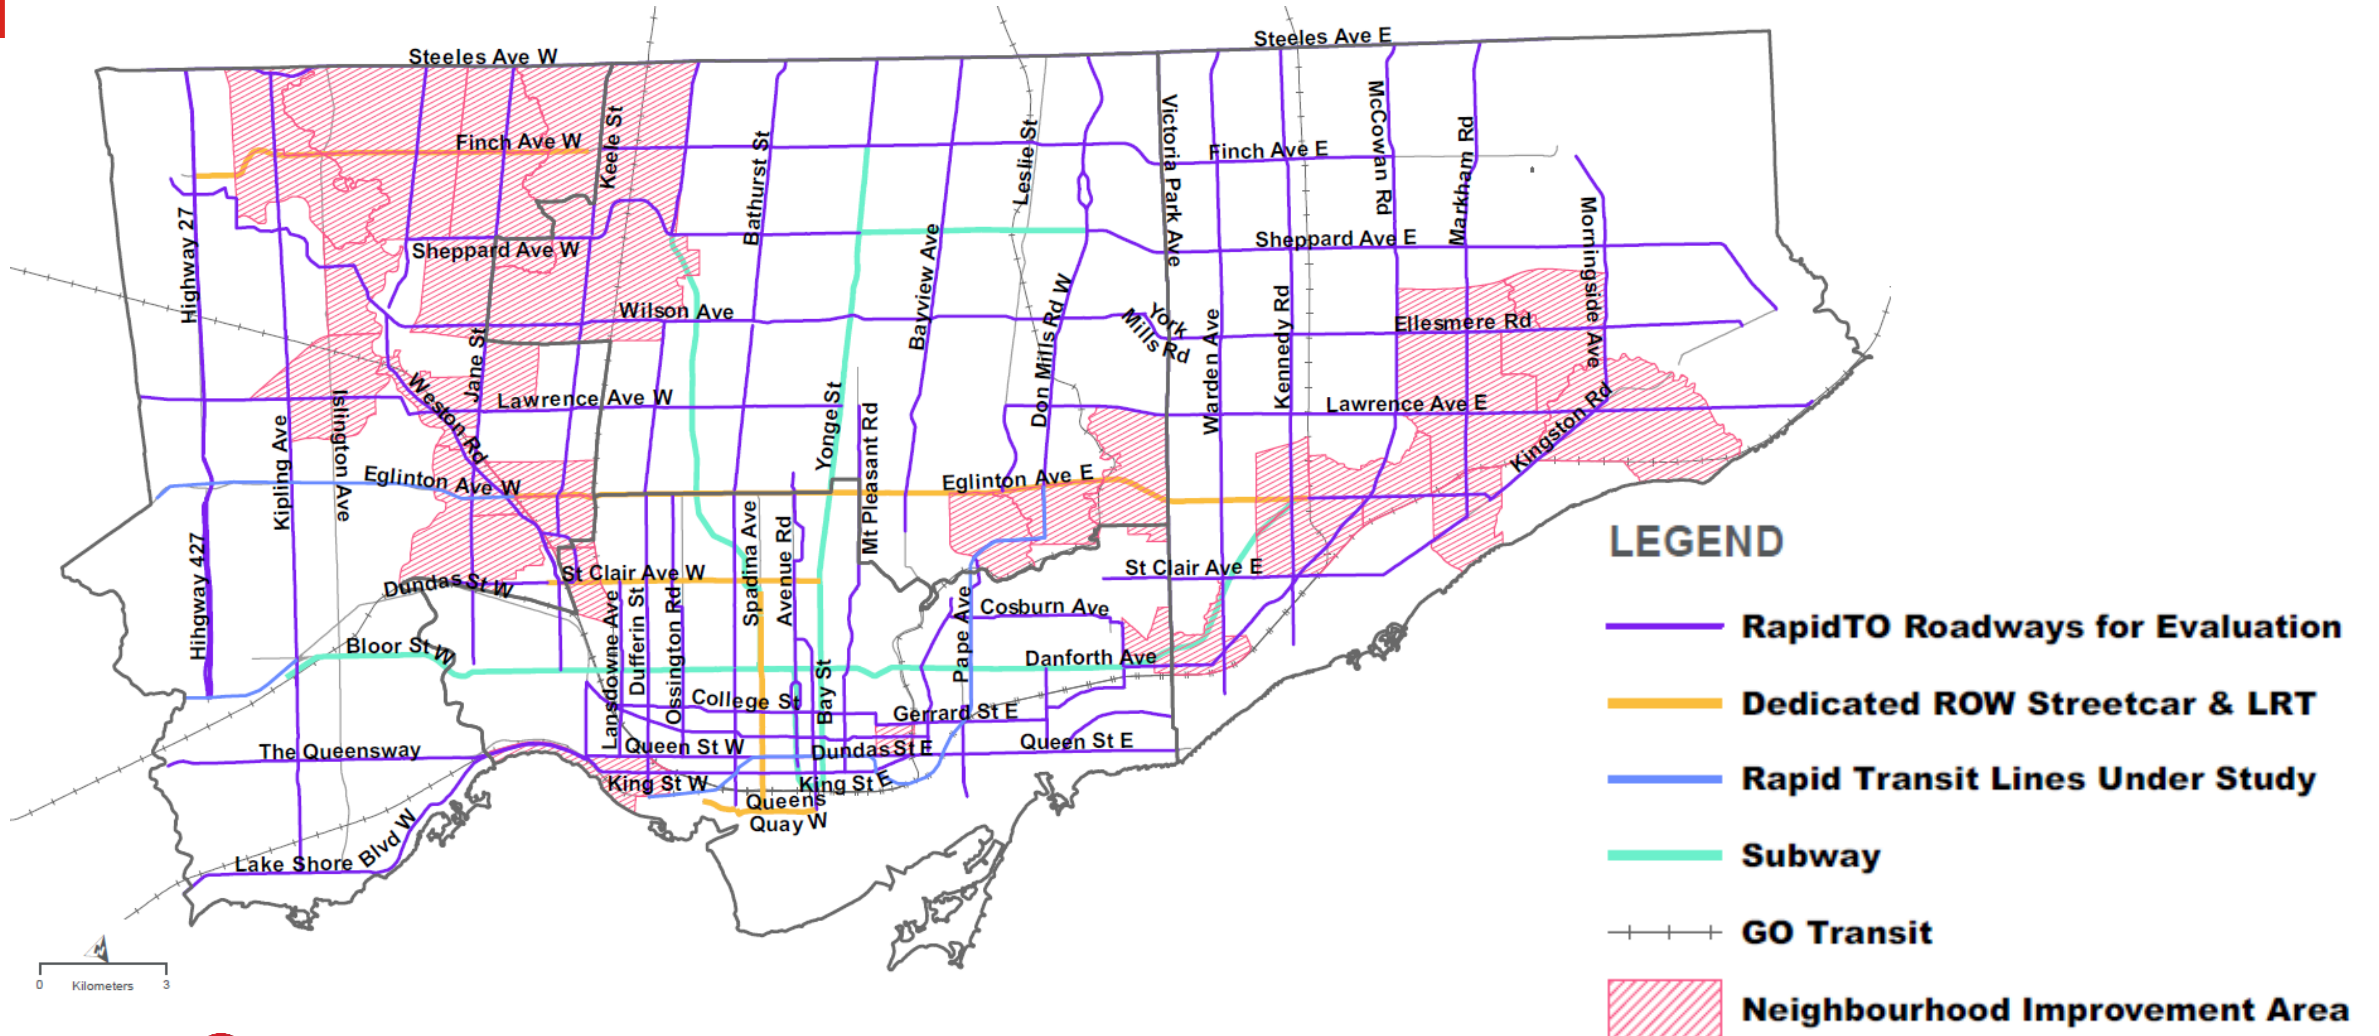 Steeles Ave W
Steeles Ave E
Finch Ave W
Keele St
Bathurst St
Leslie St
Victoria Park Ave
Finch Ave E
McCowan Rd
Markham Rd
Highway 27
Sheppard Ave W
Bayview Ave
Sheppard Ave E
Morningside Ave
Wilson Ave
Don Mills Rd W
York
Mills Rd
Warden Ave
Kennedy Rd
Ellesmere Rd
Jane St
Weston Rd
Islington Ave
Kipling Ave
Lawrence Ave W
Yonge St
Mt Pleasant Rd
Lawrence Ave E
Kingston Rd
Eglinton Ave W
Eglinton Ave E
Hihgway 427
Spadina Ave
Avenue Rd
Dundas St W
St Clair Ave W
St Clair Ave E
Lansdowne Ave
Dufferin St
Ossington Rd
Pape Ave
Cosburn Ave
Bloor St W
Bay St
Danforth Ave
College St
Gerrard St E
The Queensway
Queen St W
Dundas St E
Queen St E
King St W
King St E
Queens
Quay W
Lake Shore Blvd W
N
0 Kilometers 3
LEGEND
RapidTO Roadways for Evaluation
Dedicated ROW Streetcar & LRT
Rapid Transit Lines Under Study
Subway
GO Transit
Neighbourhood Improvement Area